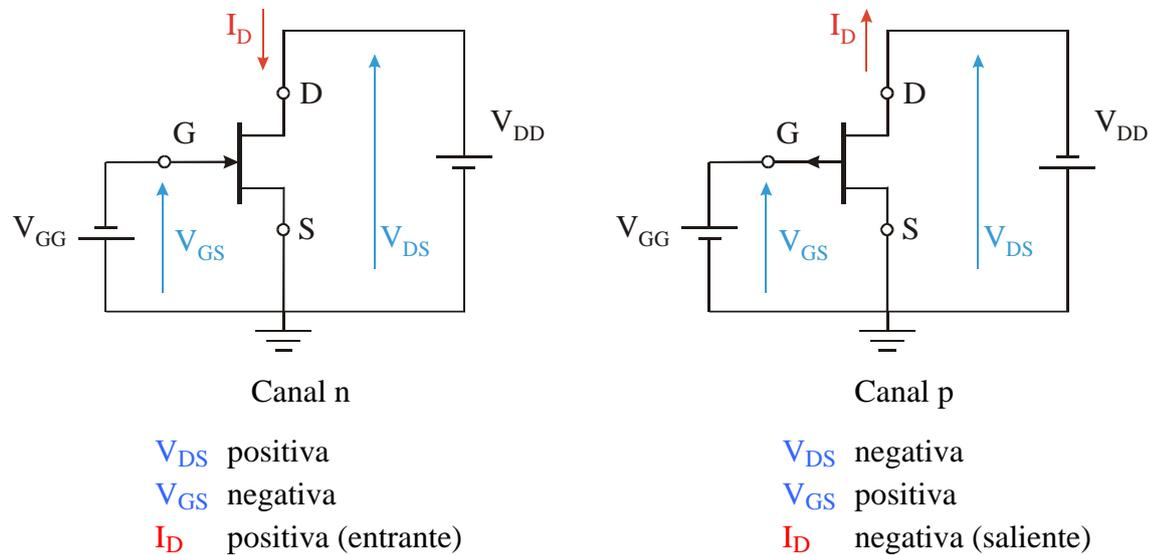 I_D
D
G
V_DD
V_GG
V_GS
S
V_DS
Canal n
V_DS positiva
V_GS negativa
I_D positiva (entrante)
I_D
D
G
V_DD
V_GG
V_GS
S
V_DS
Canal p
V_DS negativa
V_GS positiva
I_D negativa (saliente)